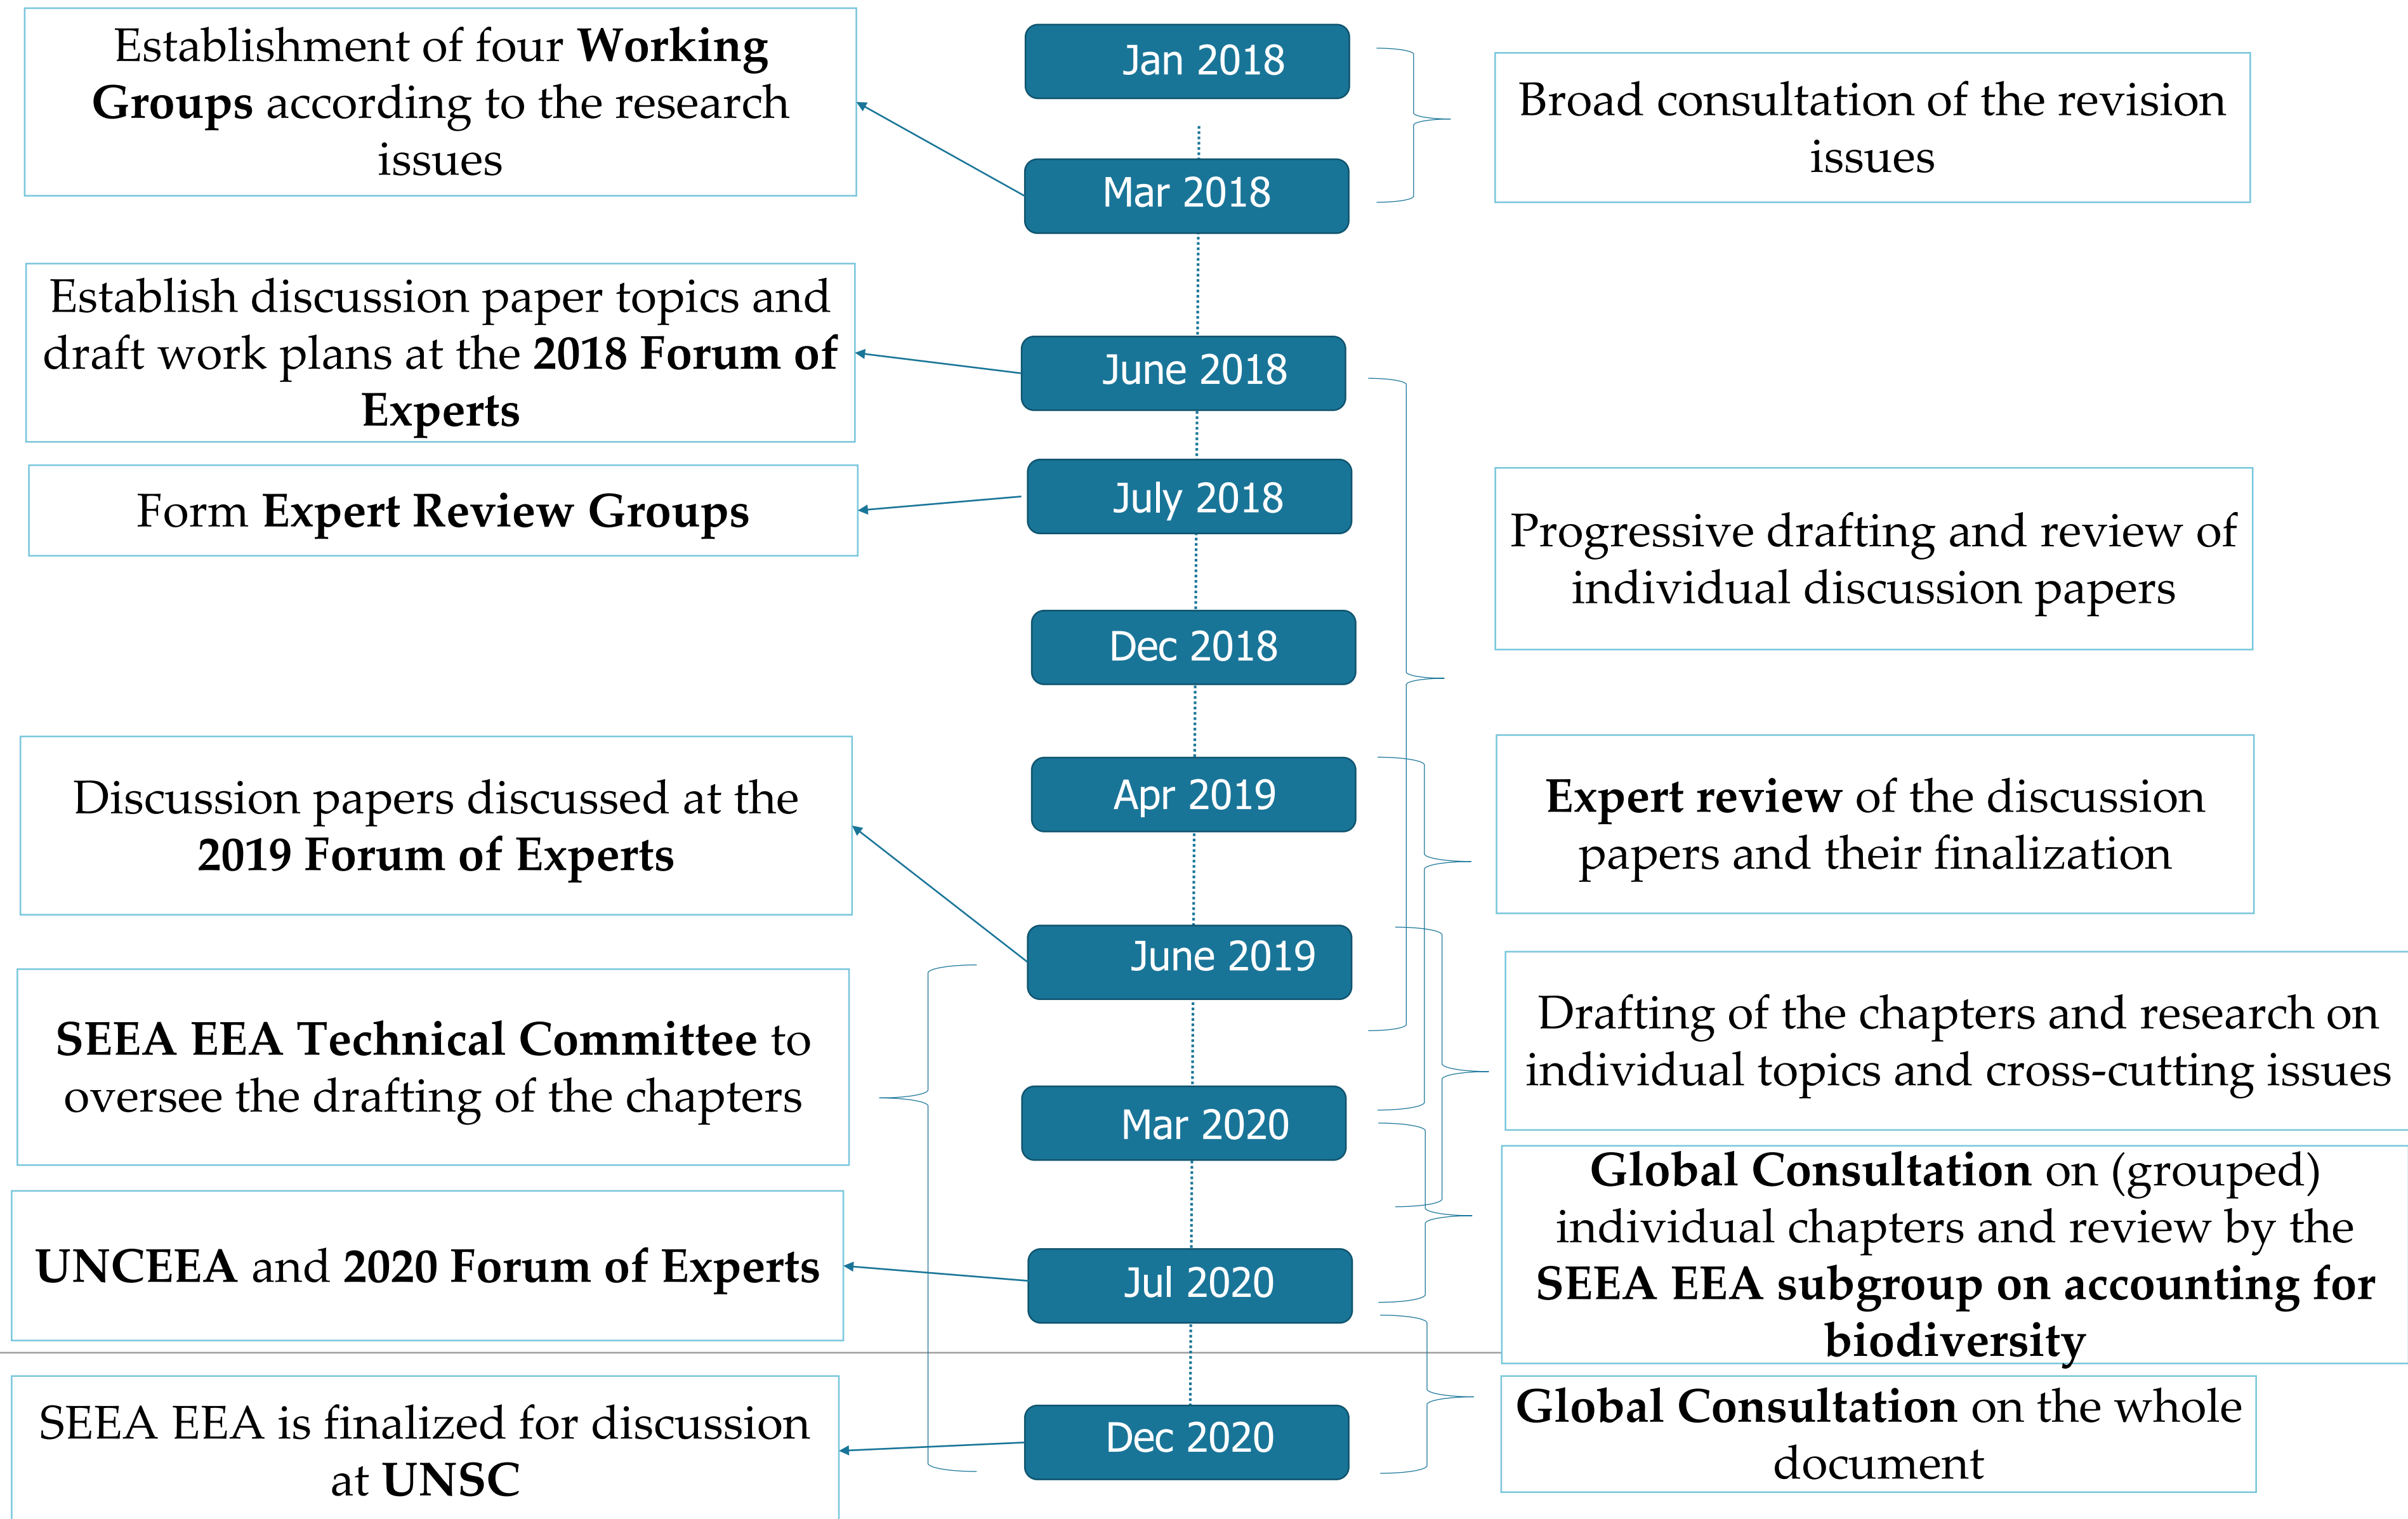 Establishment of four Working
Groups according to the research
issues
Jan 2018
Broad consultation of the revision
issues
Mar 2018
Establish discussion paper topics and
draft work plans at the 2018 Forum of
Experts
June 2018
Form Expert Review Groups
July 2018
Progressive drafting and review of
individual discussion papers
Dec 2018
Discussion papers discussed at the
2019 Forum of Experts
Apr 2019
Expert review of the discussion
papers and their finalization
June 2019
SEEA EEA Technical Committee to
oversee the drafting of the chapters
Drafting of the chapters and research on
individual topics and cross-cutting issues
Mar 2020
Global Consultation on (grouped)
individual chapters and review by the
SEEA EEA subgroup on accounting for
biodiversity
UNCEEA and 2020 Forum of Experts
Jul 2020
SEEA EEA is finalized for discussion
at UNSC
Dec 2020
Global Consultation on the whole
document